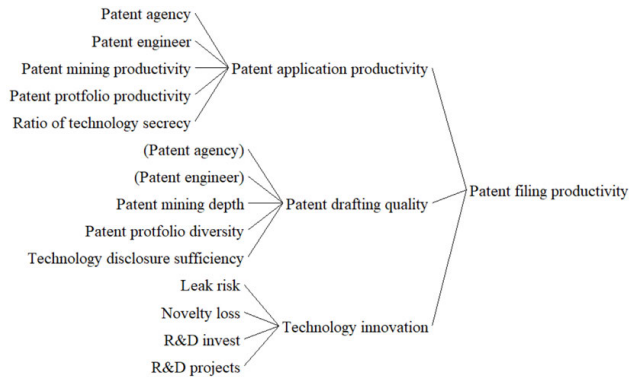 Patent agency
Patent engineer
Patent mining productivity
Patent protfolio productivity
Ratio of technology secrecy
Patent application productivity
(Patent agency)
(Patent engineer)
Patent mining depth
Patent protfolio diversity
Technology disclosure sufficiency
Patent drafting quality
Leak risk
Novelty loss
R&D invest
R&D projects
Technology innovation
Patent filing productivity